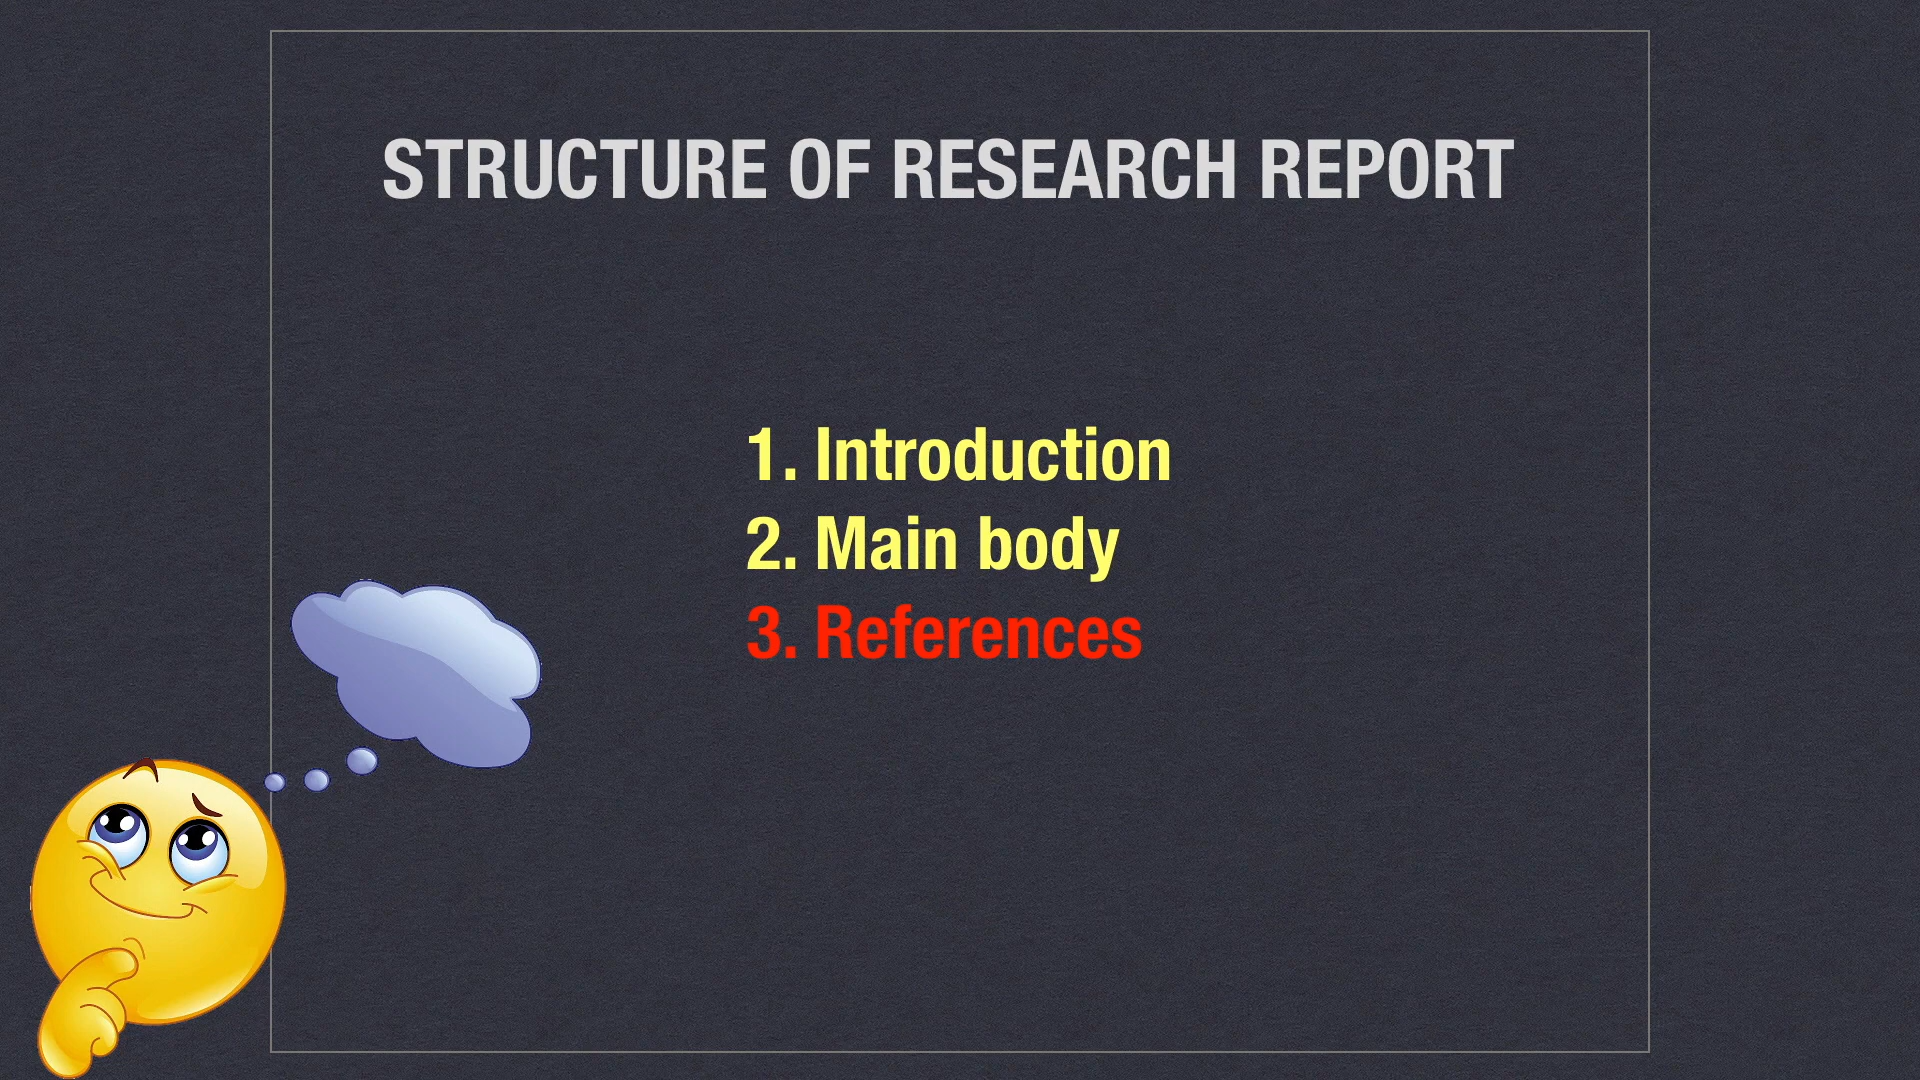 STRUCTURE OF RESEARCH REPORT
1. Introduction
2. Main body
3. References